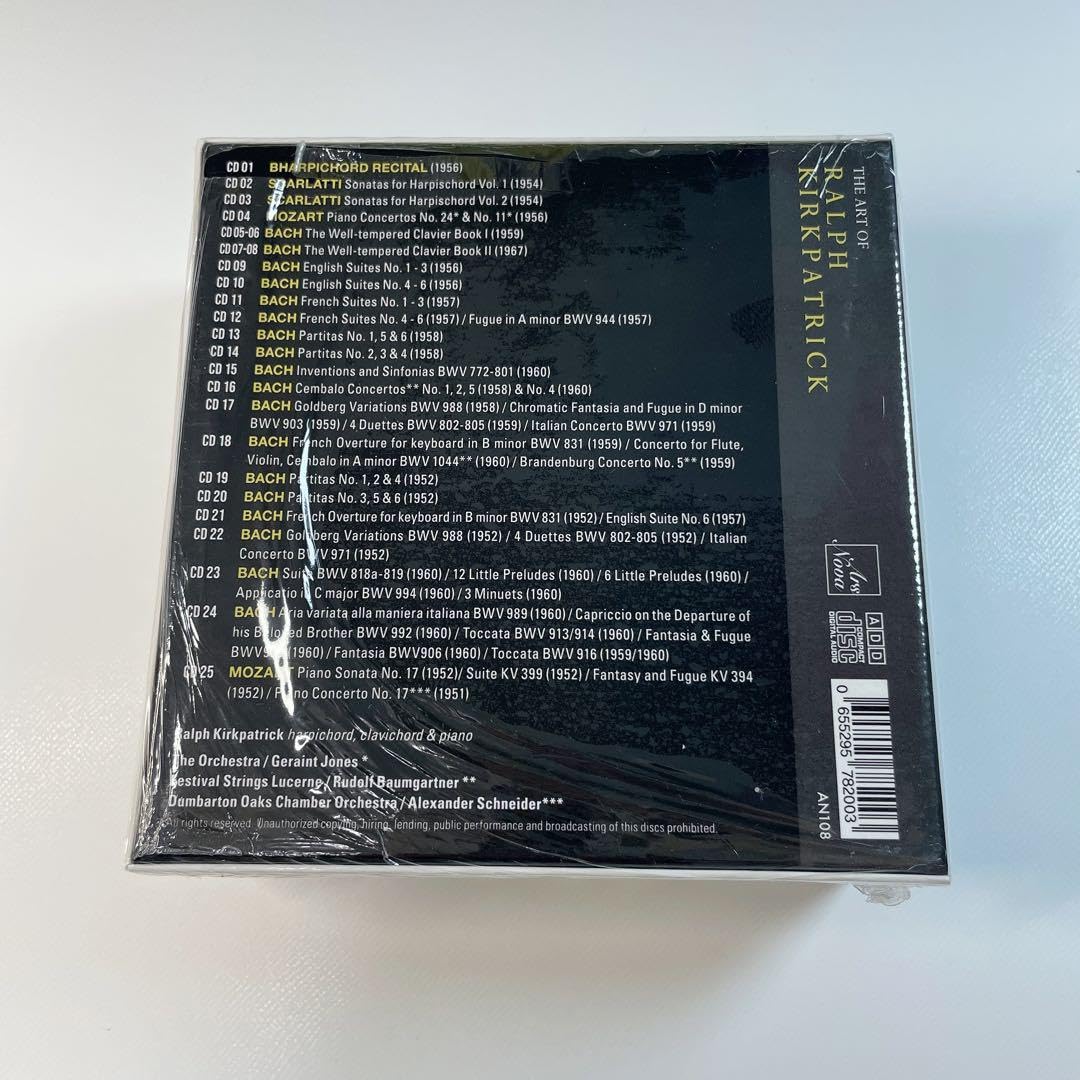 CD 01 BHARPICHORD RECITAL (1956)
CD 02 SCARLATTI Sonatas for Harpischord Vol. 1 (1954)
CD 03 SCARLATTI Sonatas for Harpischord Vol. 2 (1954)
CD 04 MOZART Piano Concertos No. 24* & No. 11* (1956)
CD 05-06 BACH The Well-tempered Clavier Book I (1959)
CD 07-08 BACH The Well-tempered Clavier Book II (1967)
CD 09 BACH English Suites No. 1 - 3 (1956)
CD 10 BACH English Suites No. 4 - 6 (1956)
CD 11 BACH French Suites No. 1 - 3 (1957)
CD 12 BACH French Suites No. 4 - 6 (1957) / Fugue in A minor BWV 944 (1957)
CD 13 BACH Partitas No. 1, 5 & 6 (1958)
CD 14 BACH Partitas No. 2, 3 & 4 (1958)
CD 15 BACH Inventions and Sinfonias BWV 772-801 (1960)
CD 16 BACH Cembalo Concertos** No. 1, 2, 5 (1958) & No. 4 (1960)
CD 17 BACH Goldberg Variations BWV 988 (1958) / Chromatic Fantasia and Fugue in D minor
BWV 903 (1959) / 4 Duettes BWV 802-805 (1959) / Italian Concerto BWV 971 (1959)
CD 18 BACH French Overture for keyboard in B minor BWV 831 (1959) / Concerto for Flute,
Violin, Cembalo in A minor BWV 1044** (1960) / Brandenburg Concerto No. 5** (1959)
CD 19 BACH Partitas No. 1, 2 & 4 (1952)
CD 20 BACH Partitas No. 3, 5 & 6 (1952)
CD 21 BACH French Overture for keyboard in B minor BWV 831 (1952) / English Suite No. 6 (1957)
CD 22 BACH Goldberg Variations BWV 988 (1952) / 4 Duettes BWV 802-805 (1952) / Italian
Concerto BWV 971 (1952)
CD 23 BACH Suite BWV 818a-819 (1960) / 12 Little Preludes (1960) / 6 Little Preludes (1960) /
Applicatio in C major BWV 994 (1960) / 3 Minuets (1960)
CD 24 BACH Aria variata alla maniera italiana BWV 989 (1960) / Capriccio on the Departure of
his Beloved Brother BWV 992 (1960) / Toccata BWV 913/914 (1960) / Fantasia & Fugue
(1960) / Fantasia BWV906 (1960) / Toccata BWV 916 (1959/1960)
CD 25 MOZART Piano Sonata No. 17 (1952)/ Suite KV 399 (1952) / Fantasy and Fugue KV 394
(1952) / Piano Concerto No. 17*** (1951)
Ralph Kirkpatrick harpichord, clavichord & piano
The Orchestra / Geraint Jones *
Festival Strings Lucerne / Rudolf Baumgartner **
Dumbarton Oaks Chamber Orchestra / Alexander Schneider***
All rights reserved. Unauthorized copying, hiring, lending, public performance and broadcasting of this discs prohibited.
THE ART OF
RALPH
KIRKPATRICK
Ars
Nova
ADD
COMPACT
disc
DIGITAL AUDIO
0 655295 782003
AN108